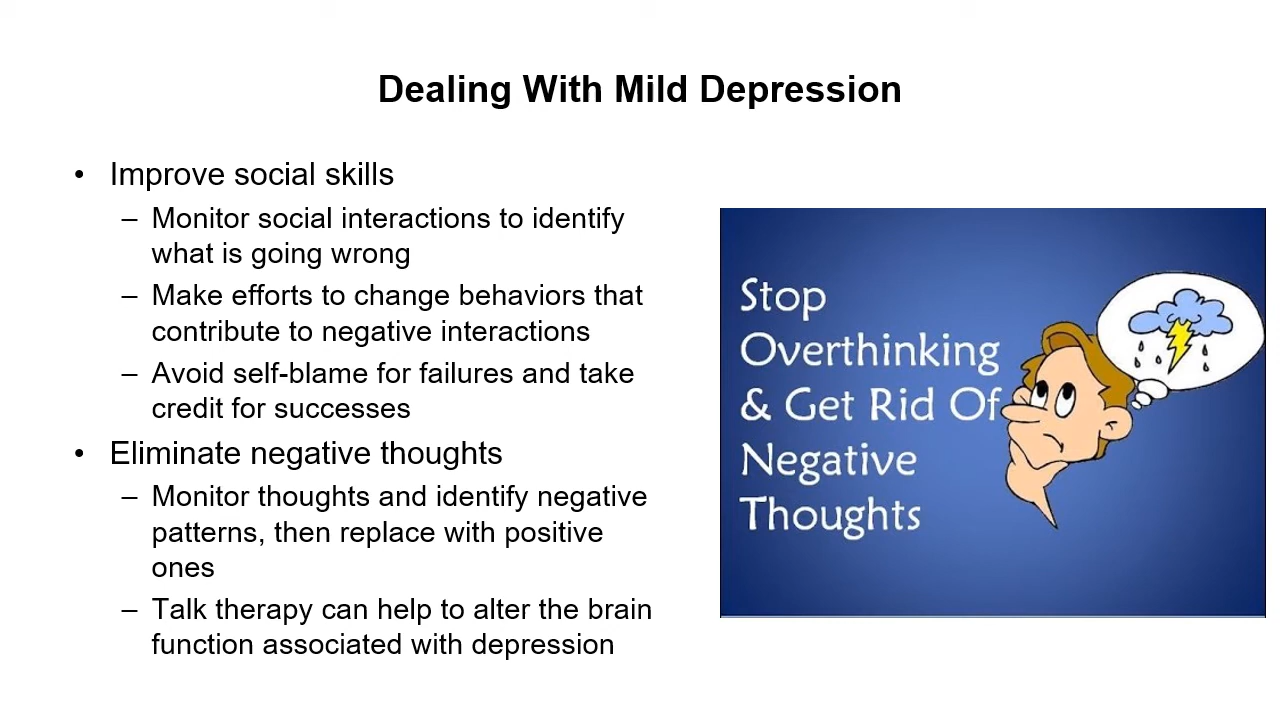 Dealing With Mild Depression
• Improve social skills
– Monitor social interactions to identify
what is going wrong
– Make efforts to change behaviors that
contribute to negative interactions
– Avoid self-blame for failures and take
credit for successes
• Eliminate negative thoughts
– Monitor thoughts and identify negative
patterns, then replace with positive
ones
– Talk therapy can help to alter the brain
function associated with depression
Stop
Overthinking
& Get Rid Of
Negative
Thoughts